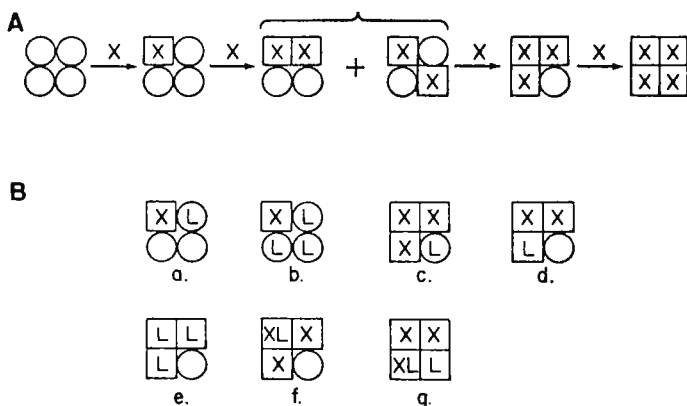 A
X X X X X X X X X X X X
+
X X X X
B
X L X L X X X X
L L X L L
a. b. c. d.
L L XL X X X
L X XL L
e. f. g.